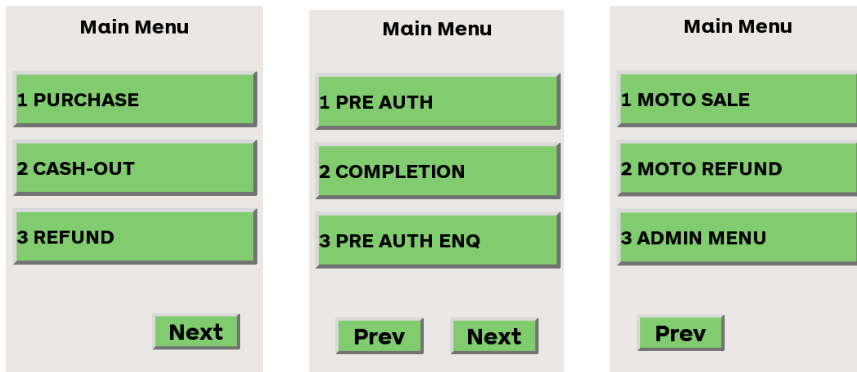 Main Menu
1 PURCHASE
2 CASH-OUT
3 REFUND
Next
Main Menu
1 PRE AUTH
2 COMPLETION
3 PRE AUTH ENQ
Prev Next
Main Menu
1 MOTO SALE
2 MOTO REFUND
3 ADMIN MENU
Prev